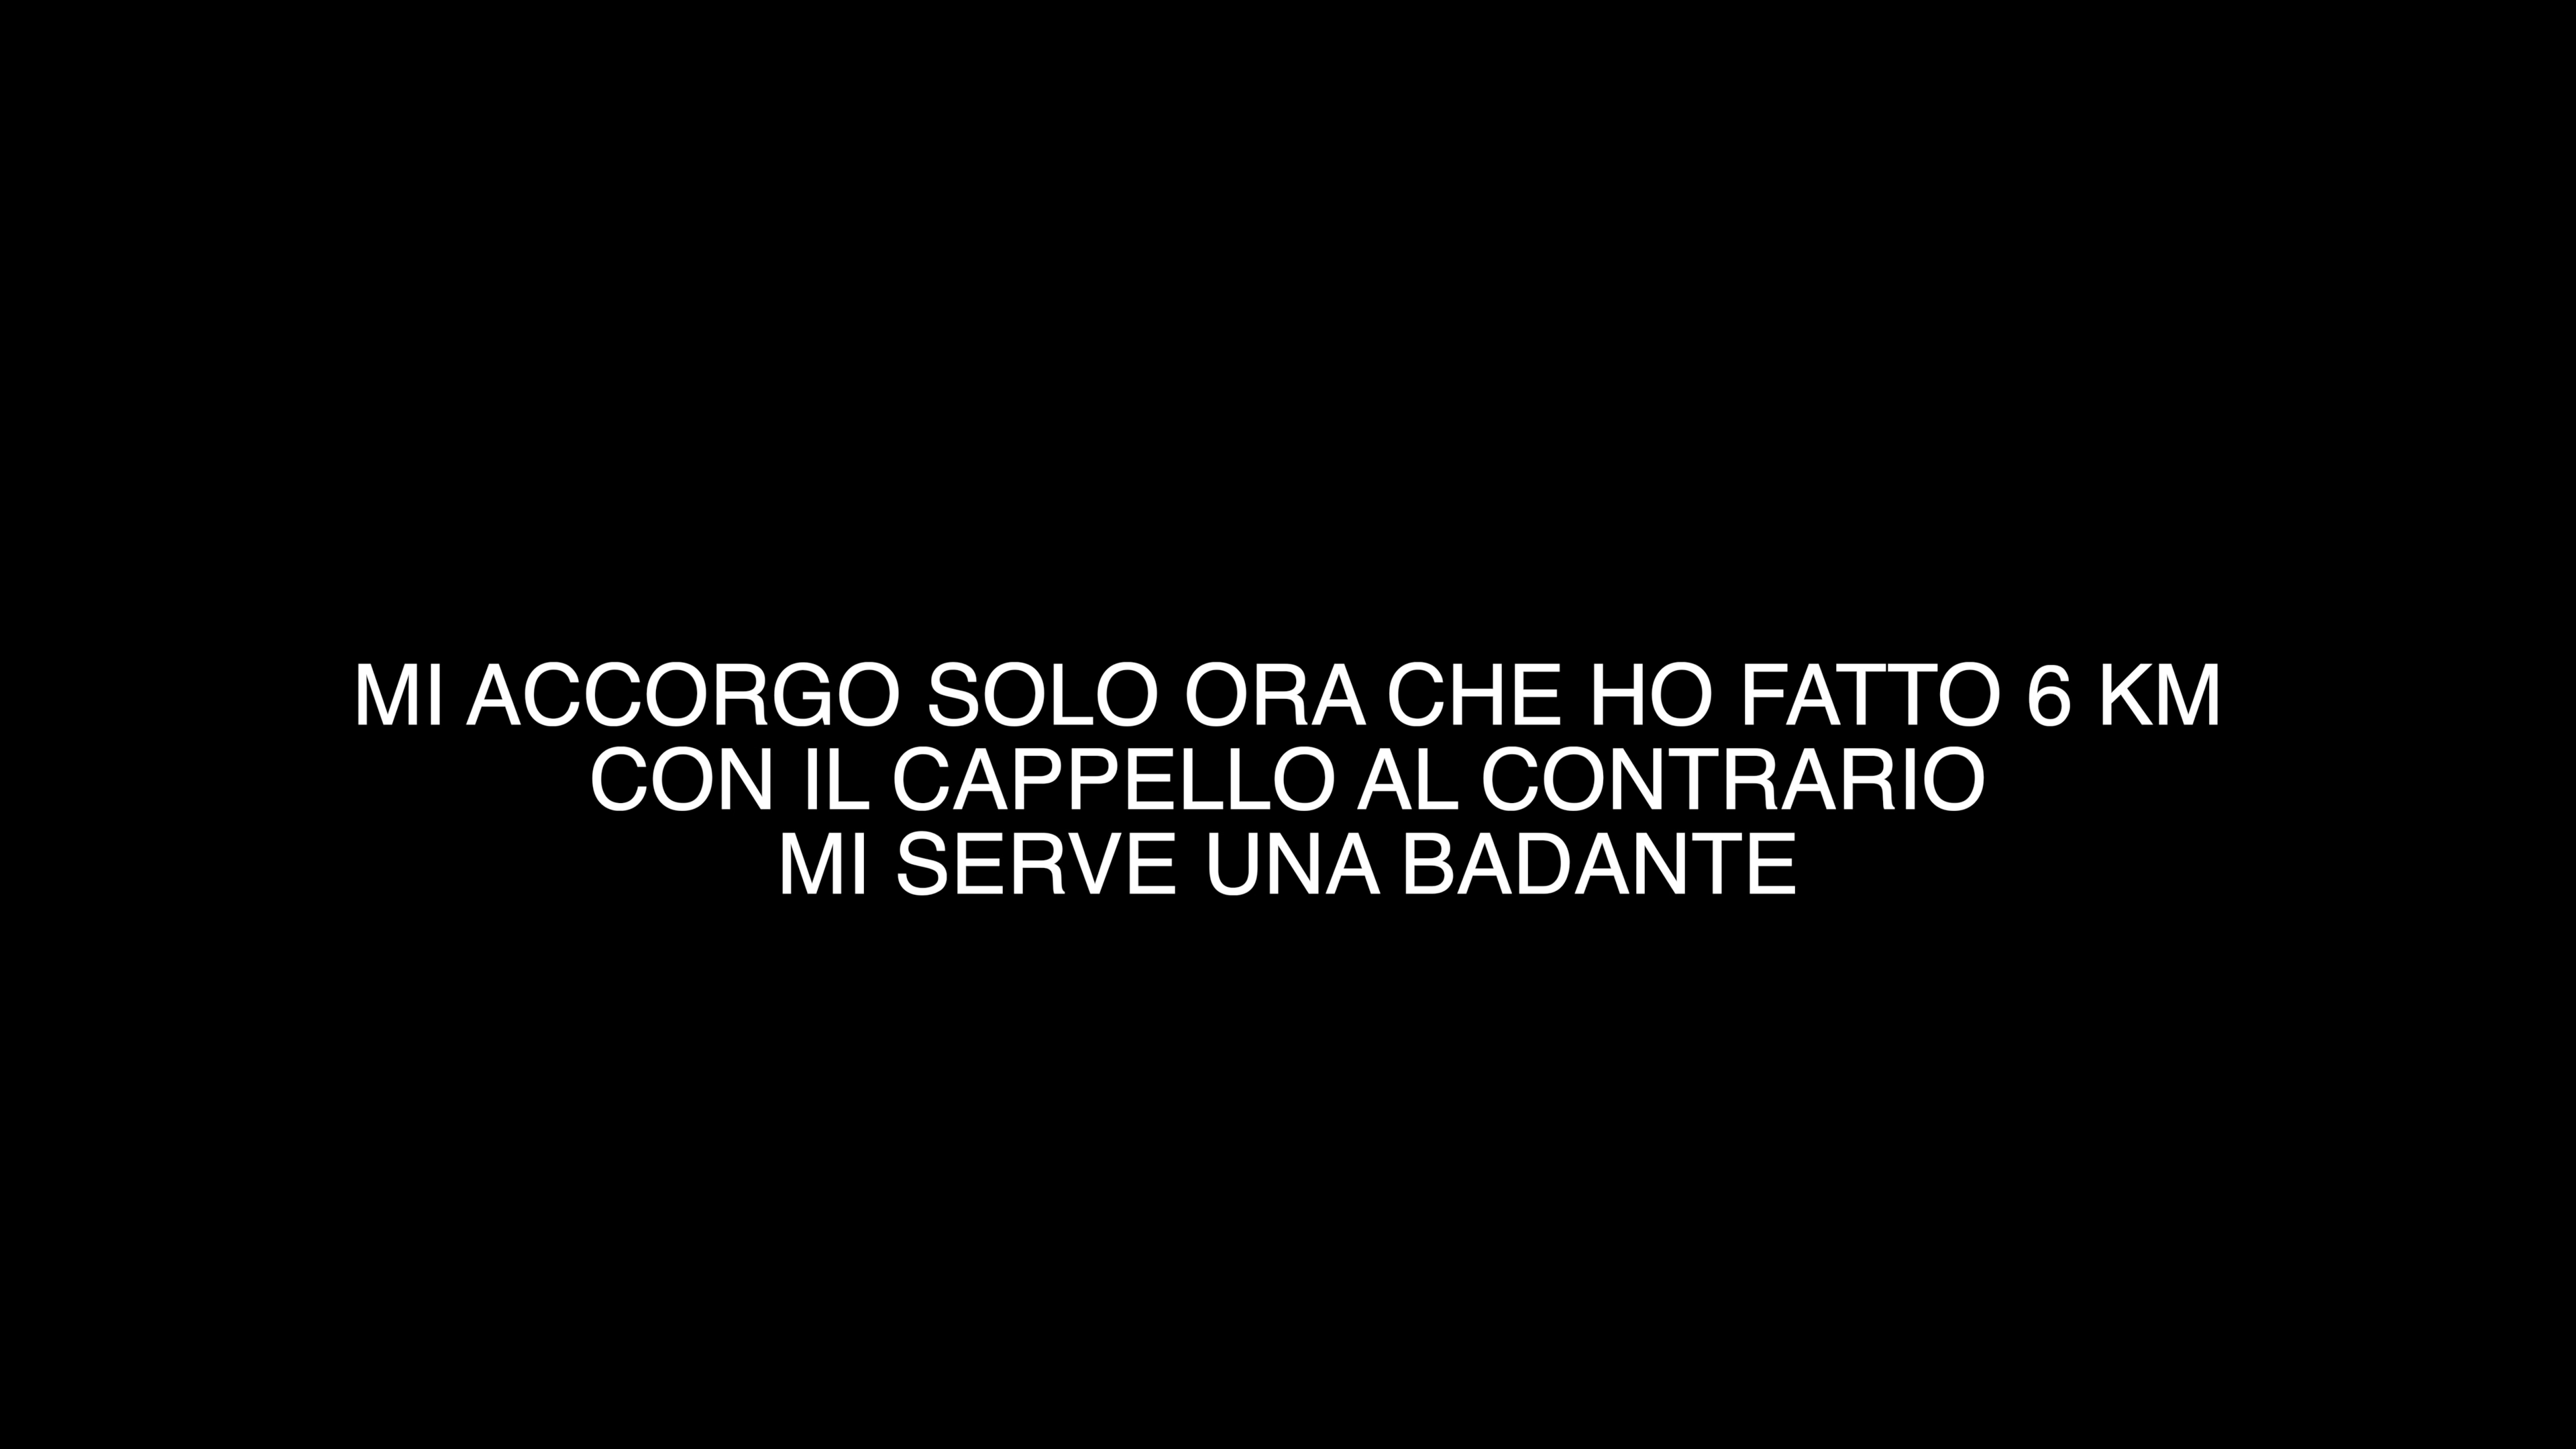 MI ACCORGO SOLO ORA CHE HO FATTO 6 KM
CON IL CAPPELLO AL CONTRARIO
MI SERVE UNA BADANTE